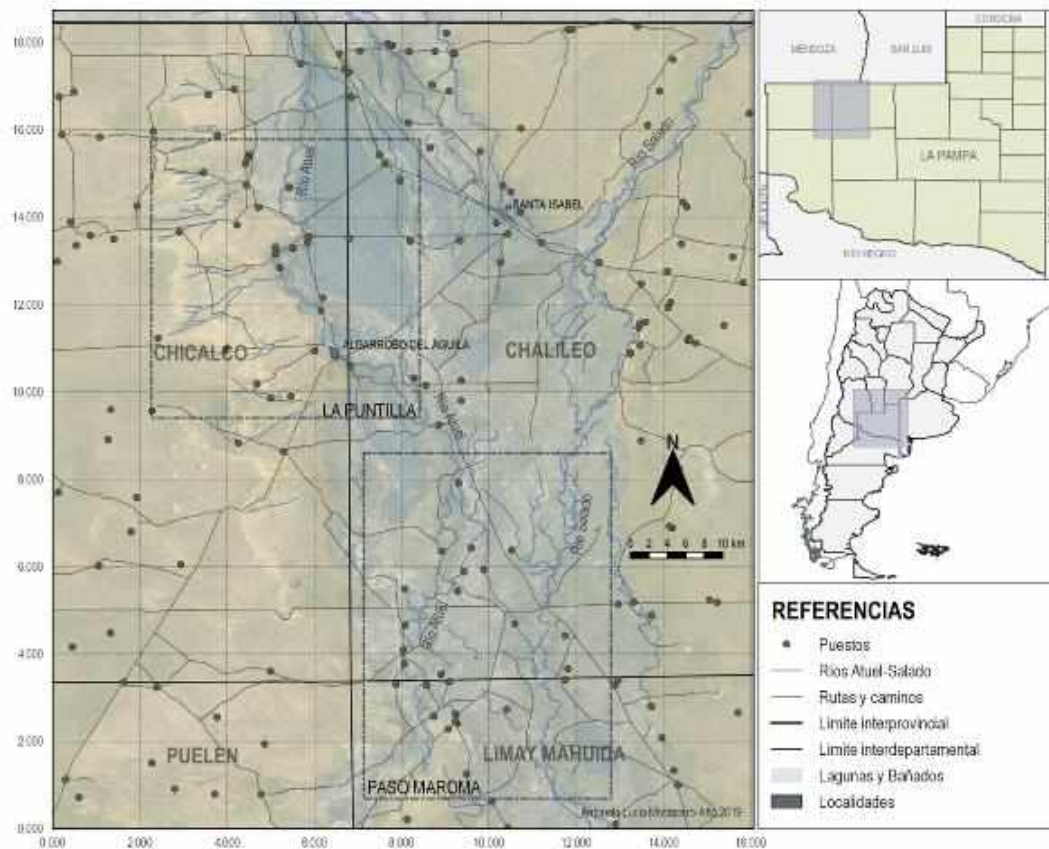 18.000
16.000
14.000
12.000
10.000
8.000
6.000
4.000
2.000
0.000
0.000
2.000
4.000
6.000
8.000
10.000
12.000
14.000
16.000
Río Atuel
Río Salado
SANTA ISABEL
ALGARROBO DEL AGUILA
CHICALCO
CHALILEO
LA PUNTILLA
Río Atuel
N
0 2 4 6 8 10 km
Río Salado
Río Atuel
PUELEN
LIMAY MAHUIDA
PASO MAROMA
CORDOBA
MENDOZA
SAN LUIS
LA PAMPA
RIO NEGRO
REFERENCIAS
Puestos
Ríos Atuel-Salado
Rutas y caminos
Limite interprovincial
Limite interdepartamental
Lagunas y Bañados
Localidades